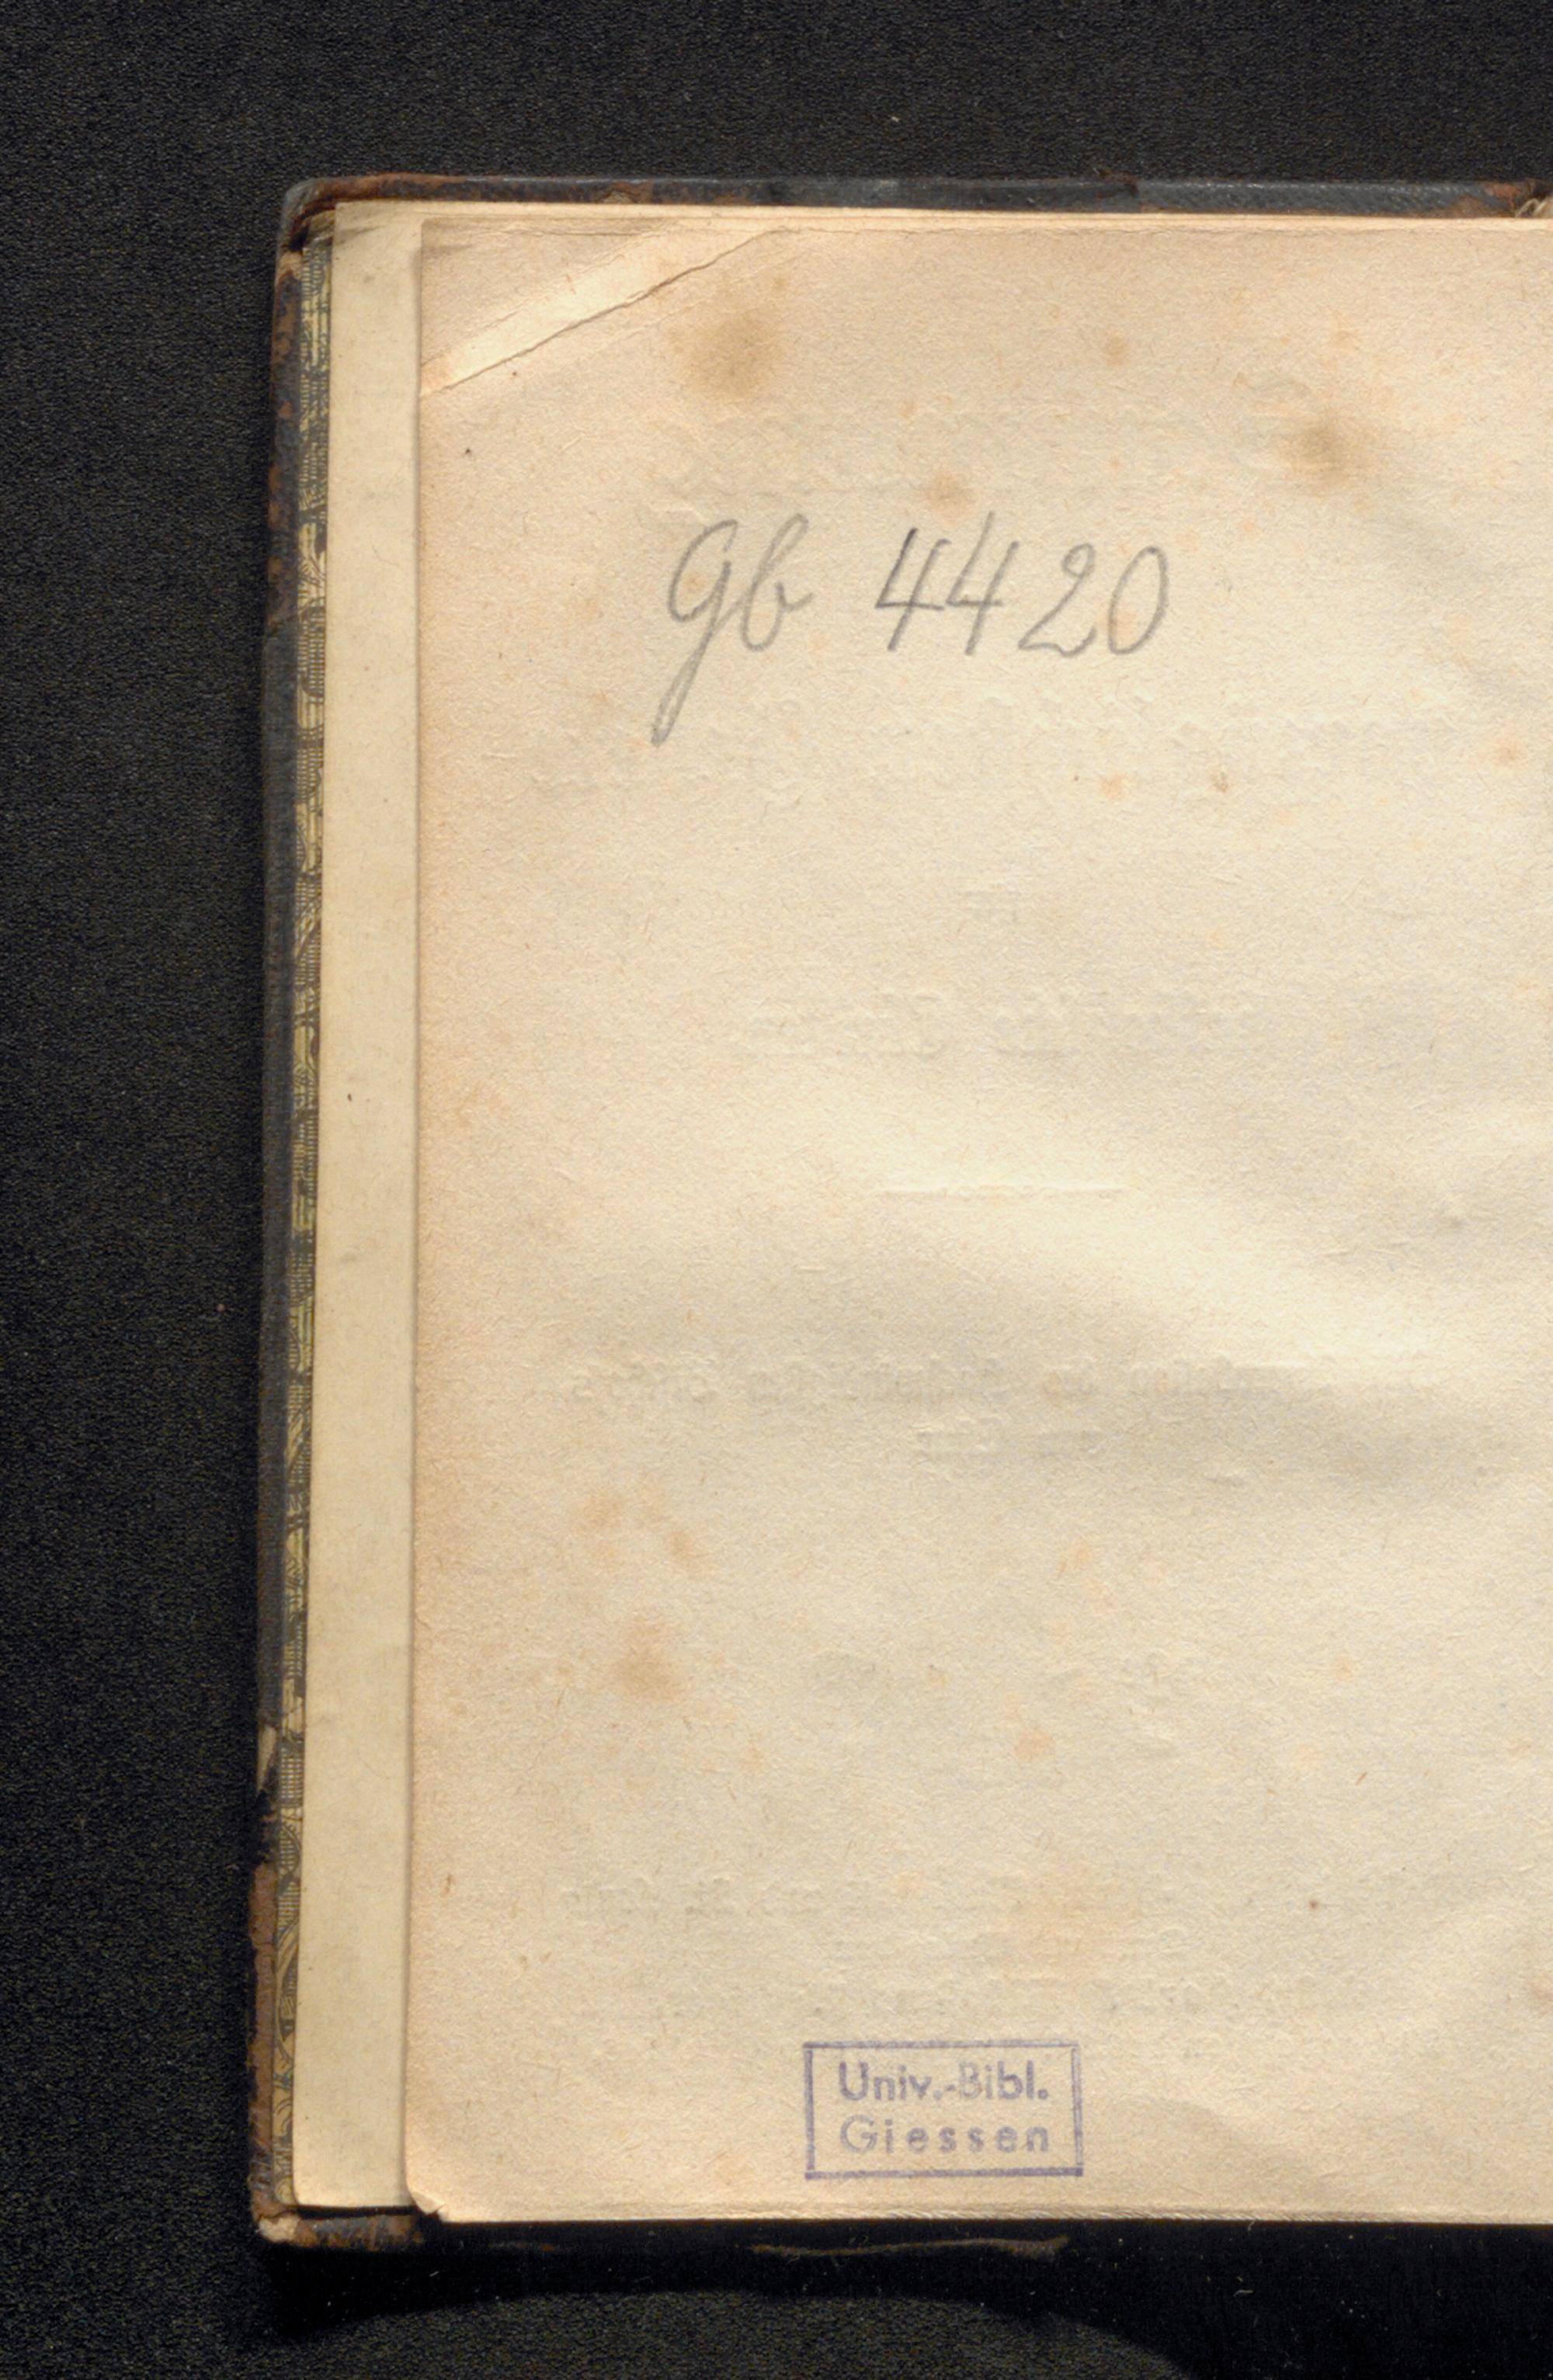 Gb 4420
Univ.-Bibl.
Giessen